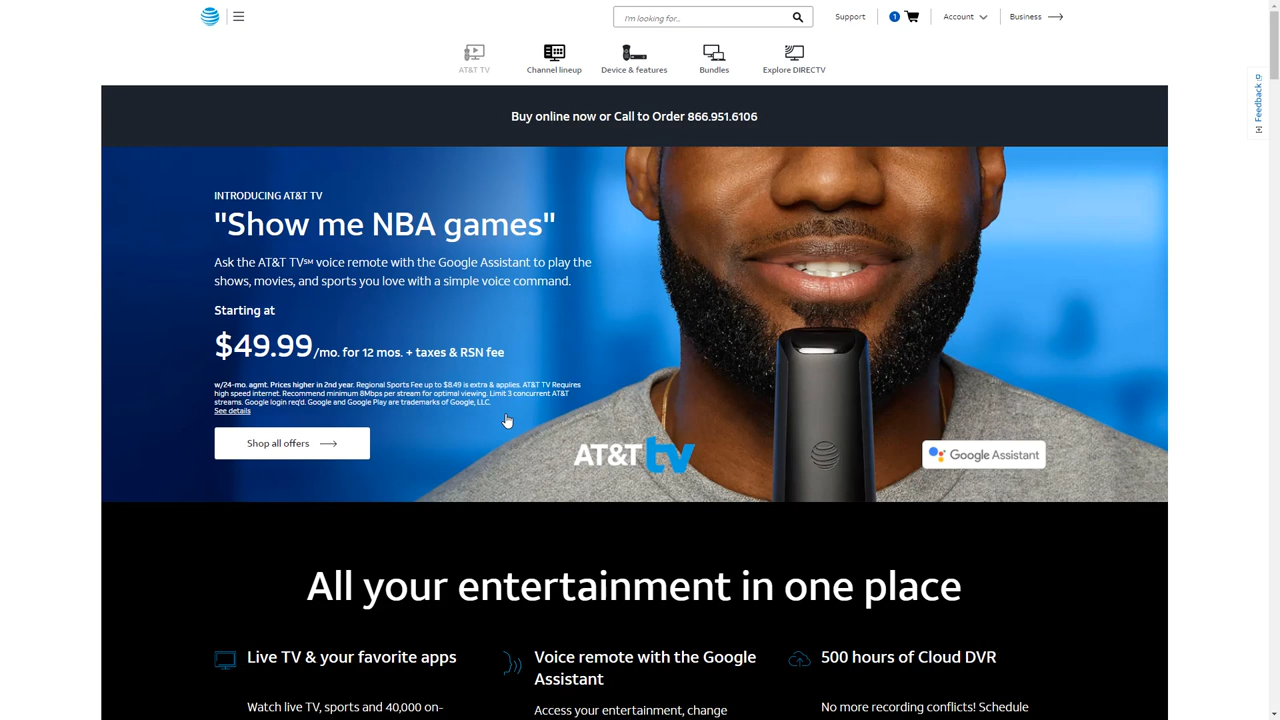 I'm looking for..
Support
1
Account
Business
AT&T TV
Channel lineup
Device & features
Bundles
Explore DIRECTV
Feedback
Buy online now or Call to Order 866.951.6106
INTRODUCING AT&T TV
"Show me NBA games"
Ask the AT&T TV℠ voice remote with the Google Assistant to play the
shows, movies, and sports you love with a simple voice command.
Starting at
$49.99/mo. for 12 mos. + taxes & RSN fee
w/24-mo. agmt. Prices higher in 2nd year. Regional Sports Fee up to $8.49 is extra & applies. AT&T TV Requires
high speed internet. Recommend minimum 8Mbps per stream for optimal viewing. Limit 3 concurrent AT&T
streams. Google login req'd. Google and Google Play are trademarks of Google, LLC.
See details
Shop all offers
AT&T tv
Google Assistant
All your entertainment in one place
Live TV & your favorite apps
Watch live TV, sports and 40,000 on-
Voice remote with the Google
Assistant
Access your entertainment, change
500 hours of Cloud DVR
No more recording conflicts! Schedule